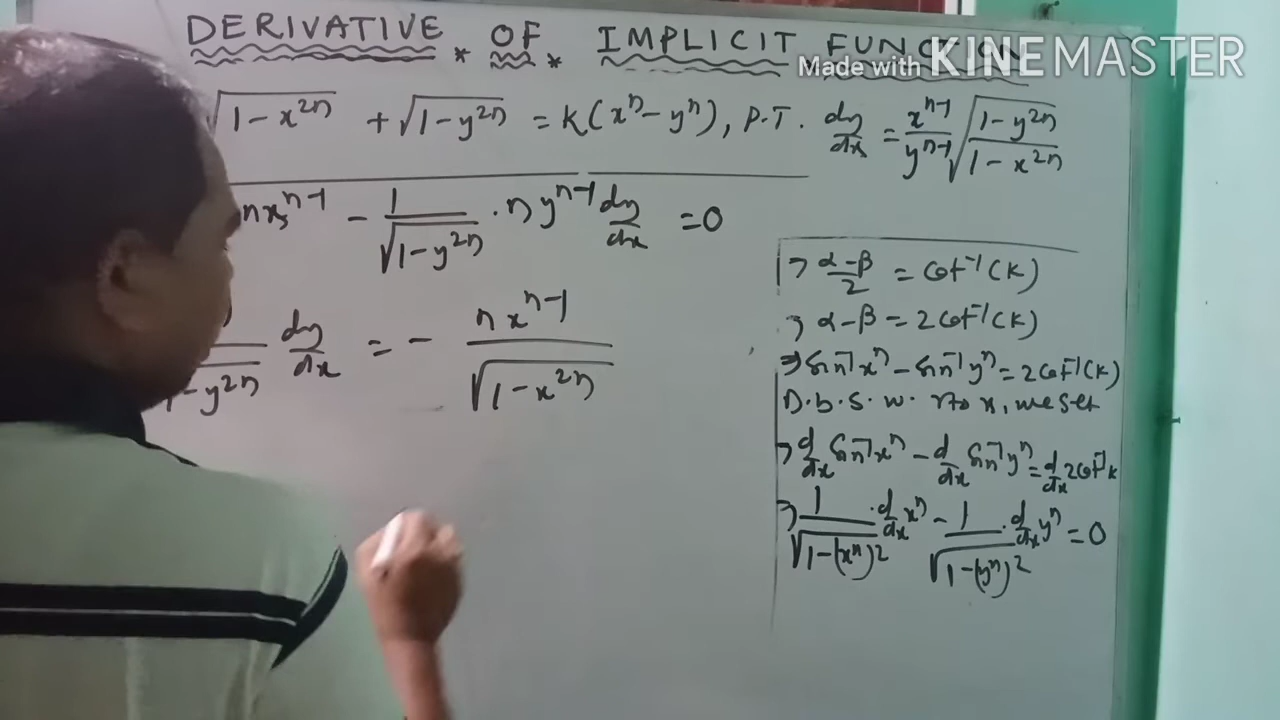 DERIVATIVE * OF * IMPLICIT FUNCTION
Made with KINEMASTER
√(1-x²ⁿ) + √(1-y²ⁿ) = K(xⁿ-yⁿ), P.T. dy/dx = xⁿ⁻¹/yⁿ⁻¹ √((1-y²ⁿ)/(1-x²ⁿ))
nxⁿ⁻¹ - 1/√(1-y²ⁿ) · nyⁿ⁻¹ dy/dx = 0
1-y²ⁿ dy/dx = - nxⁿ⁻¹/√(1-x²ⁿ)
⇒ (α-β)/2 = Cot⁻¹(K)
⇒ α-β = 2Cot⁻¹(K)
⇒ Sin⁻¹xⁿ - Sin⁻¹yⁿ = 2Cot⁻¹(K)
D.b.s.w. r to x, we get
⇒ d/dx Sin⁻¹xⁿ - d/dx Sin⁻¹yⁿ = d/dx 2Cot⁻¹K
⇒ 1/√(1-(xⁿ)²) · d/dx xⁿ - 1/√(1-(yⁿ)²) · d/dx yⁿ = 0